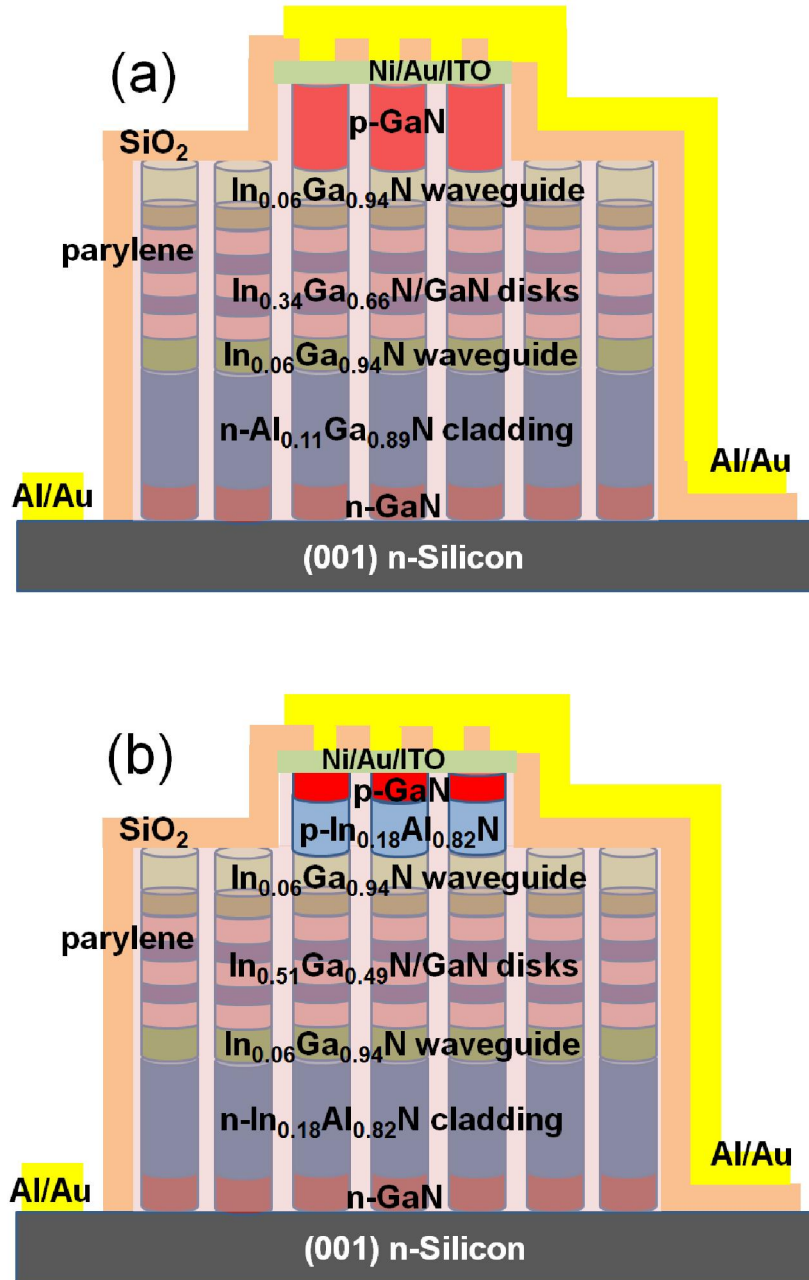 (a)
Ni/Au/ITO
p-GaN
SiO₂
In₀.₀₆Ga₀.₉₄N waveguide
parylene
In₀.₃₄Ga₀.₆₆N/GaN disks
In₀.₀₆Ga₀.₉₄N waveguide
n-Al₀.₁₁Ga₀.₈₉N cladding
Al/Au
Al/Au
n-GaN
(001) n-Silicon
(b)
Ni/Au/ITO
p-GaN
SiO₂
p-In₀.₁₈Al₀.₈₂N
In₀.₀₆Ga₀.₉₄N waveguide
parylene
In₀.₅₁Ga₀.₄₉N/GaN disks
In₀.₀₆Ga₀.₉₄N waveguide
n-In₀.₁₈Al₀.₈₂N cladding
Al/Au
Al/Au
n-GaN
(001) n-Silicon